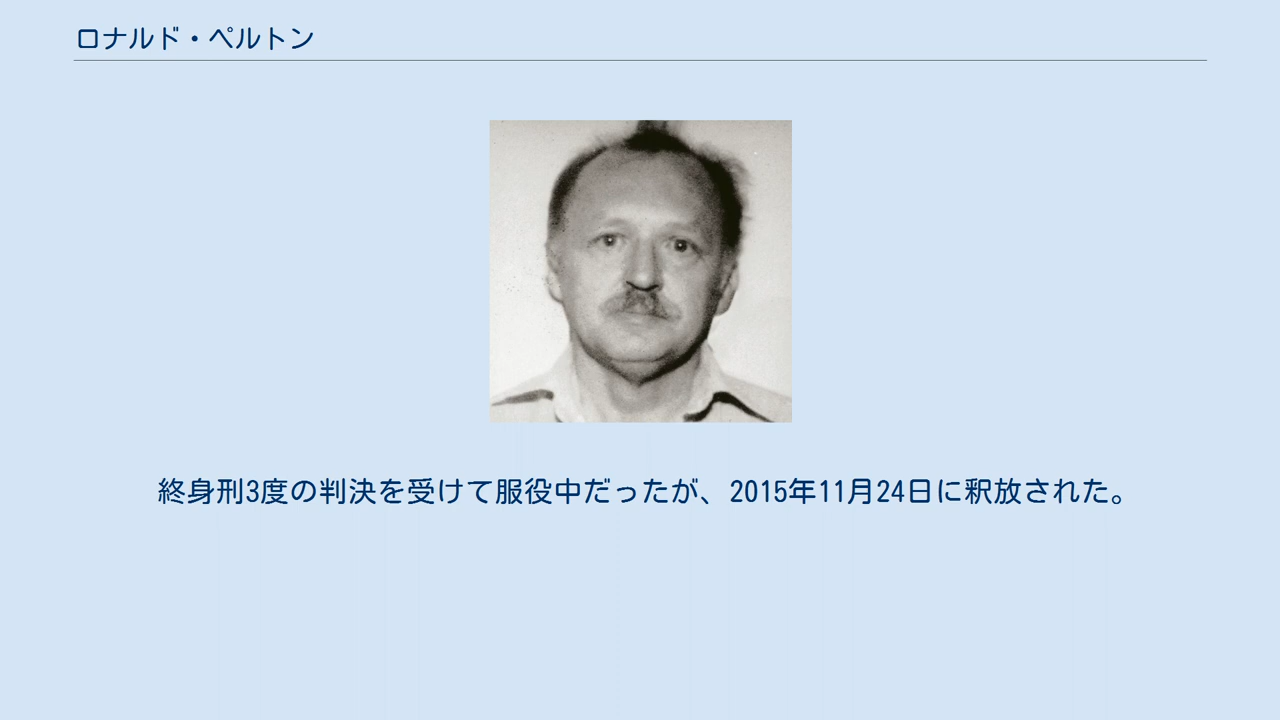 ロナルド・ペルトン
終身刑3度の判決を受けて服役中だったが、2015年11月24日に釈放された。